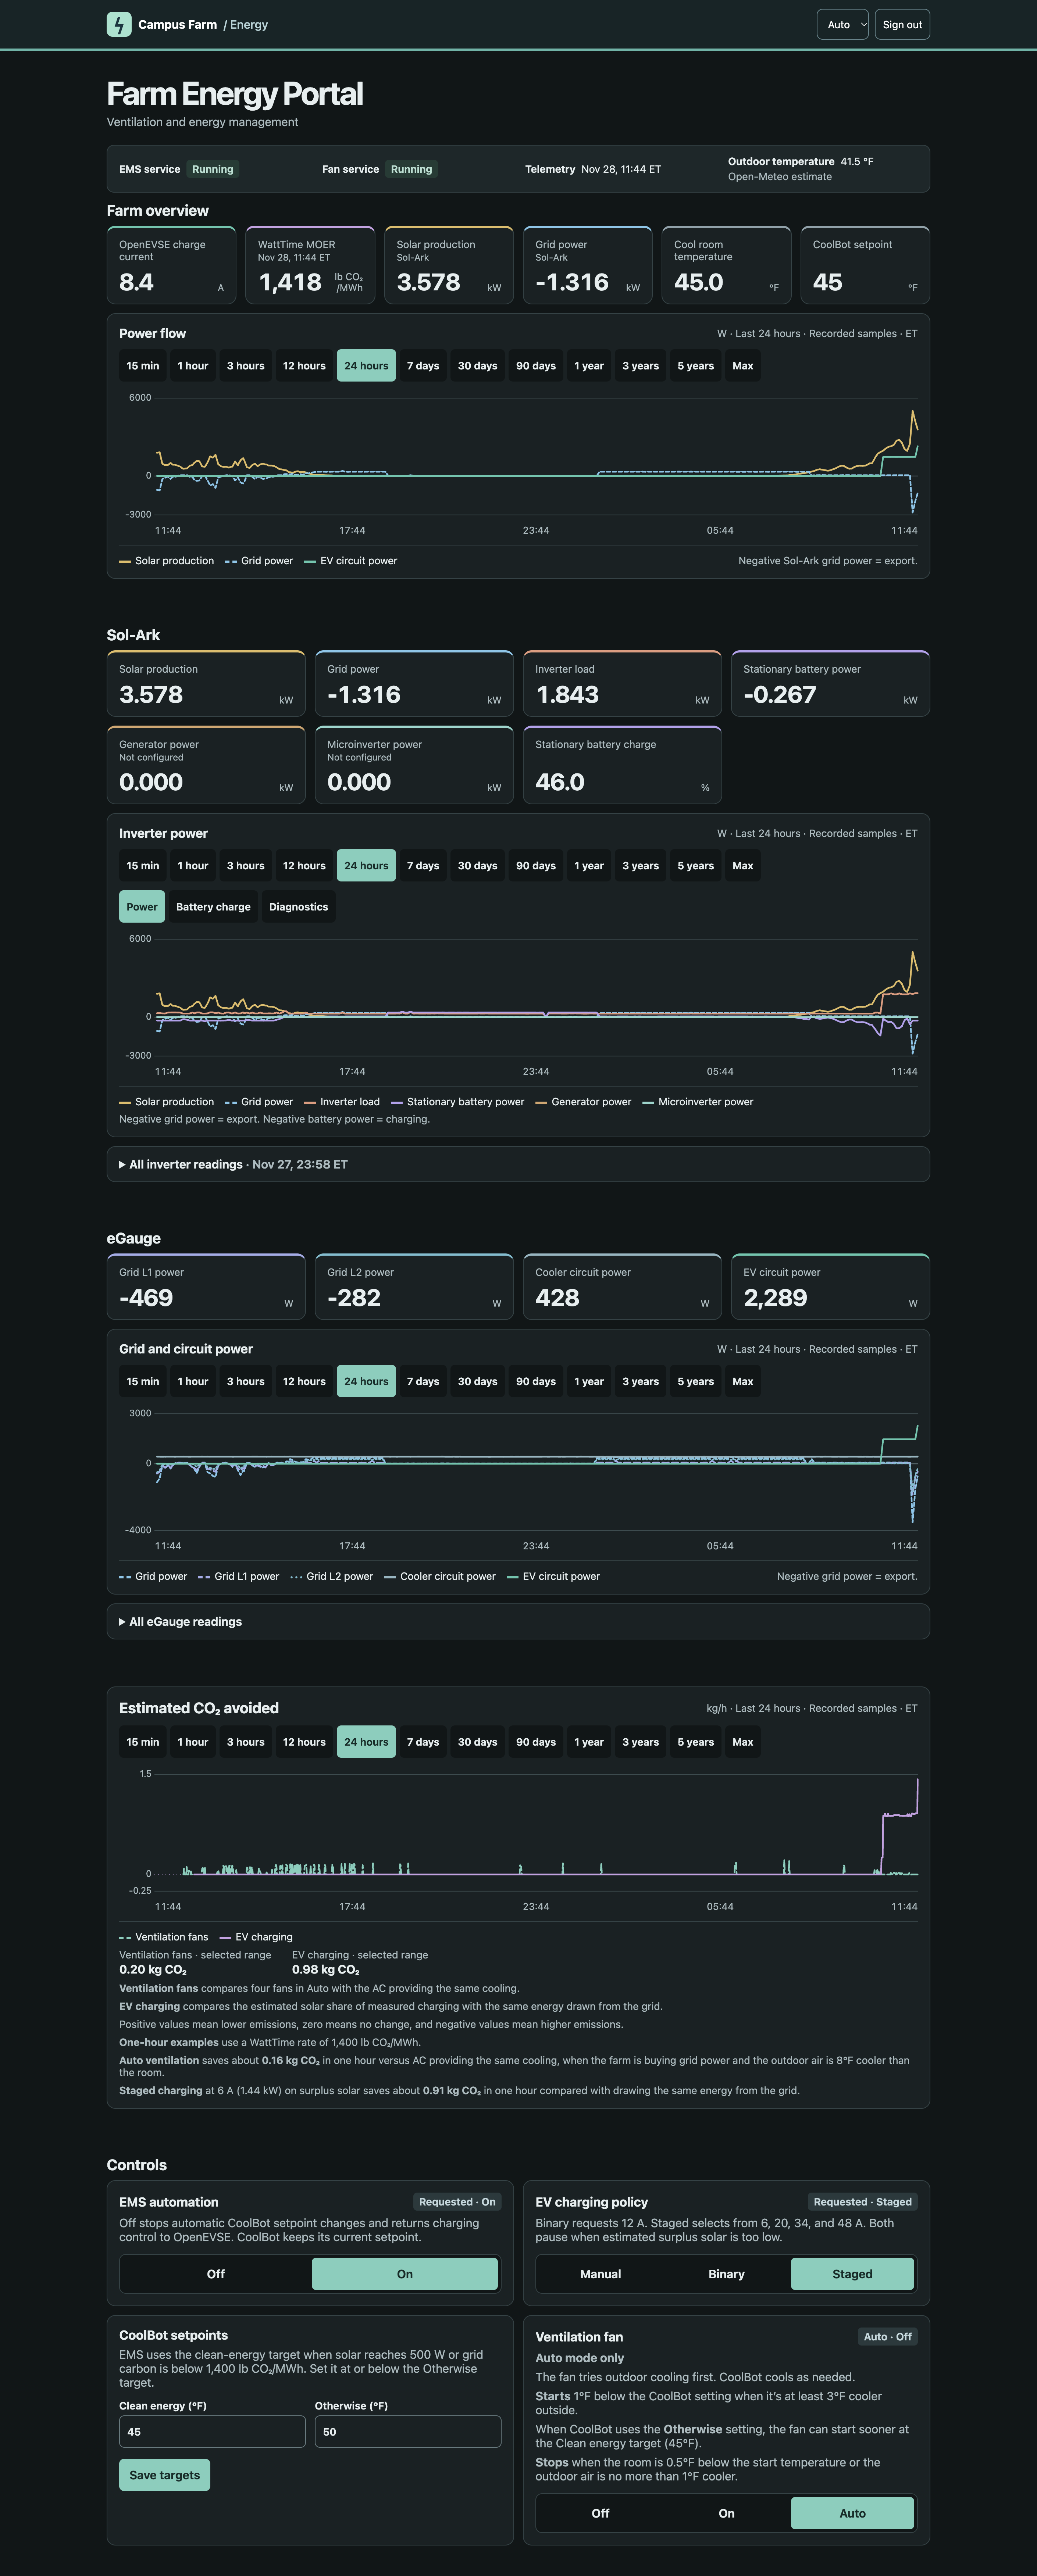 Campus Farm / Energy
Auto
Sign out
Farm Energy Portal
Ventilation and energy management
EMS service Running
Fan service Running
Telemetry Nov 28, 11:44 ET
Outdoor temperature 41.5 °F
Open-Meteo estimate
Farm overview
OpenEVSE charge
current
8.4 A
WattTime MOER
Nov 28, 11:44 ET
1,418 lb CO₂
/MWh
Solar production
Sol-Ark
3.578 kW
Grid power
Sol-Ark
-1.316 kW
Cool room
temperature
45.0 °F
CoolBot setpoint
45 °F
Power flow
W · Last 24 hours · Recorded samples · ET
15 min 1 hour 3 hours 12 hours 24 hours 7 days 30 days 90 days 1 year 3 years 5 years Max
6000
0
-3000
11:44 17:44 23:44 05:44 11:44
Solar production Grid power EV circuit power
Negative Sol-Ark grid power = export.
Sol-Ark
Solar production
3.578 kW
Grid power
-1.316 kW
Inverter load
1.843 kW
Stationary battery power
-0.267 kW
Generator power
Not configured
0.000 kW
Microinverter power
Not configured
0.000 kW
Stationary battery charge
46.0 %
Inverter power
W · Last 24 hours · Recorded samples · ET
15 min 1 hour 3 hours 12 hours 24 hours 7 days 30 days 90 days 1 year 3 years 5 years Max
Power Battery charge Diagnostics
6000
0
-3000
11:44 17:44 23:44 05:44 11:44
Solar production Grid power Inverter load Stationary battery power Generator power Microinverter power
Negative grid power = export. Negative battery power = charging.
All inverter readings · Nov 27, 23:58 ET
eGauge
Grid L1 power
-469 W
Grid L2 power
-282 W
Cooler circuit power
428 W
EV circuit power
2,289 W
Grid and circuit power
W · Last 24 hours · Recorded samples · ET
15 min 1 hour 3 hours 12 hours 24 hours 7 days 30 days 90 days 1 year 3 years 5 years Max
3000
0
-4000
11:44 17:44 23:44 05:44 11:44
Grid power Grid L1 power Grid L2 power Cooler circuit power EV circuit power
Negative grid power = export.
All eGauge readings
Estimated CO₂ avoided
kg/h · Last 24 hours · Recorded samples · ET
15 min 1 hour 3 hours 12 hours 24 hours 7 days 30 days 90 days 1 year 3 years 5 years Max
1.5
0
-0.25
11:44 17:44 23:44 05:44 11:44
Ventilation fans EV charging
Ventilation fans · selected range
0.20 kg CO₂
EV charging · selected range
0.98 kg CO₂
Ventilation fans compares four fans in Auto with the AC providing the same cooling.
EV charging compares the estimated solar share of measured charging with the same energy drawn from the grid.
Positive values mean lower emissions, zero means no change, and negative values mean higher emissions.
One-hour examples use a WattTime rate of 1,400 lb CO₂/MWh.
Auto ventilation saves about 0.16 kg CO₂ in one hour versus AC providing the same cooling, when the farm is buying grid power and the outdoor air is 8°F cooler than
the room.
Staged charging at 6 A (1.44 kW) on surplus solar saves about 0.91 kg CO₂ in one hour compared with drawing the same energy from the grid.
Controls
EMS automation
Requested · On
Off stops automatic CoolBot setpoint changes and returns charging
control to OpenEVSE. CoolBot keeps its current setpoint.
Off On
EV charging policy
Requested · Staged
Binary requests 12 A. Staged selects from 6, 20, 34, and 48 A. Both
pause when estimated surplus solar is too low.
Manual Binary Staged
CoolBot setpoints
EMS uses the clean-energy target when solar reaches 500 W or grid
carbon is below 1,400 lb CO₂/MWh. Set it at or below the Otherwise
target.
Clean energy (°F) Otherwise (°F)
45 50
Save targets
Ventilation fan
Auto · Off
Auto mode only
The fan tries outdoor cooling first. CoolBot cools as needed.
Starts 1°F below the CoolBot setting when it's at least 3°F cooler
outside.
When CoolBot uses the Otherwise setting, the fan can start sooner at
the Clean energy target (45°F).
Stops when the room is 0.5°F below the start temperature or the
outdoor air is no more than 1°F cooler.
Off On Auto